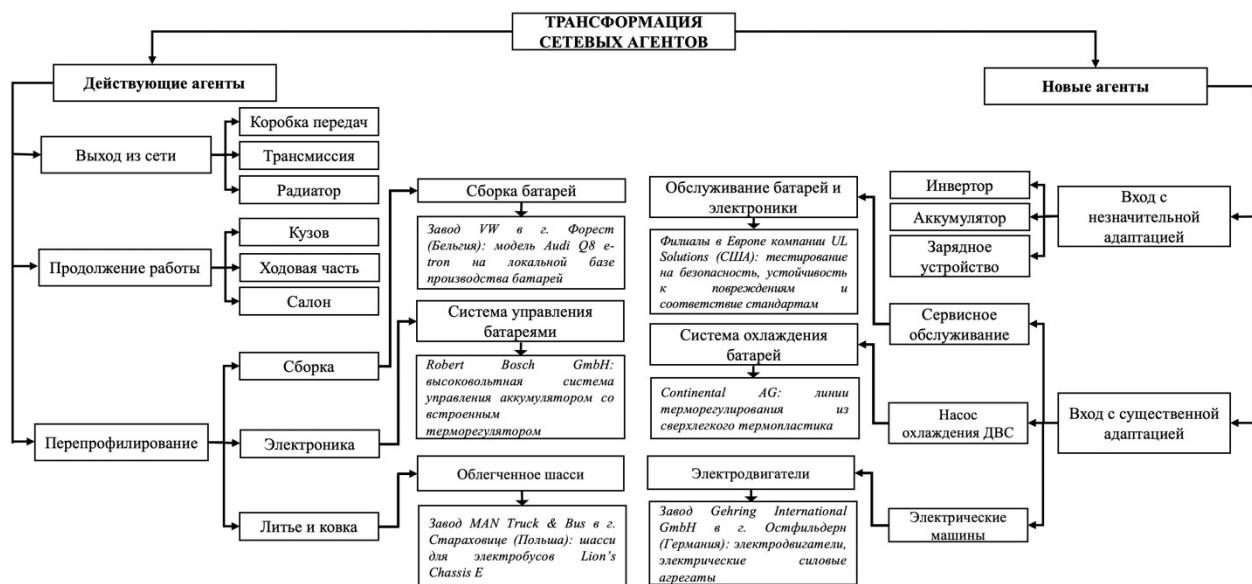 ТРАНСФОРМАЦИЯ
СЕТЕВЫХ АГЕНТОВ
Действующие агенты
Выход из сети
Коробка передач
Трансмиссия
Радиатор
Продолжение работы
Кузов
Ходовая часть
Салон
Перепрофилирование
Сборка
Электроника
Литье и ковка
Сборка батарей
Завод VW в г. Форест
(Бельгия): модель Audi Q8 e-
tron на локальной базе
производства батарей
Система управления
батареями
Robert Bosch GmbH:
высоковольтная система
управления аккумулятором со
встроенным
терморегулятором
Облегченное шасси
Завод MAN Truck & Bus в г.
Стараховице (Польша): шасси
для электробусов Lion's
Chassis E
Новые агенты
Вход с
незначительной
адаптацией
Инвертор
Аккумулятор
Зарядное
устройство
Вход с существенной
адаптацией
Сервисное
обслуживание
Насос
охлаждения ДВС
Электрические
машины
Обслуживание батарей и
электроники
Филиалы в Европе компании UL
Solutions (США): тестирование
на безопасность, устойчивость
к повреждениям и
соответствие стандартам
Система охлаждения
батарей
Continental AG: линии
терморегулирования из
сверхлегкого термопластика
Электродвигатели
Завод Gehring International
GmbH в г. Остфильдерн
(Германия): электродвигатели,
электрические силовые
агрегаты